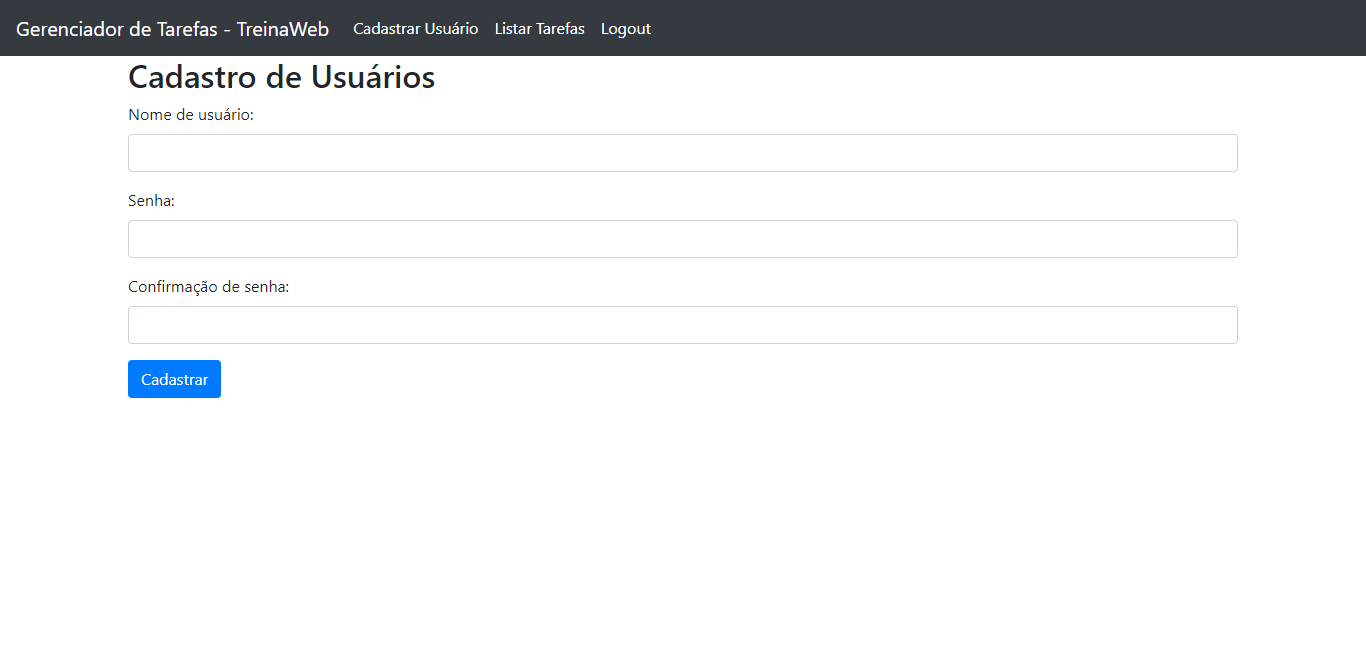 Gerenciador de Tarefas - TreinaWeb Cadastrar Usuário Listar Tarefas Logout
Cadastro de Usuários
Nome de usuário:
Senha:
Confirmação de senha:
Cadastrar